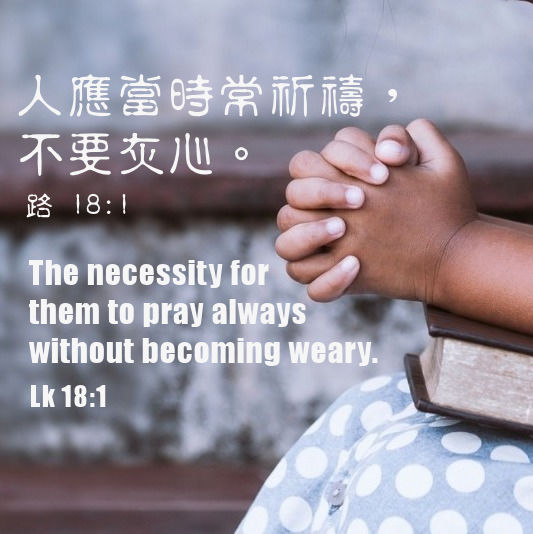 人應當時常祈禱，
不要灰心。
路 18:1
The necessity for
them to pray always
without becoming weary.
Lk 18:1